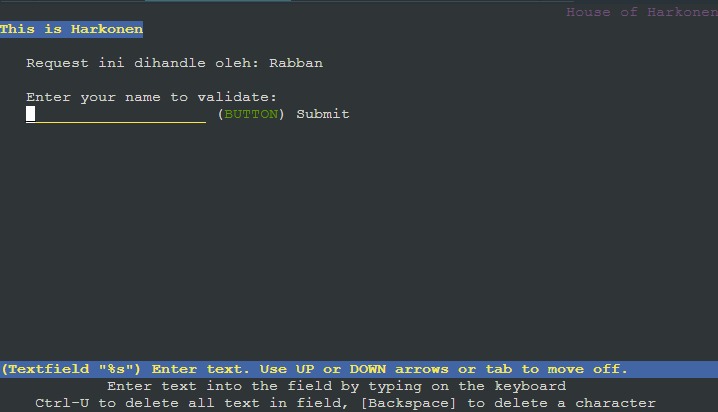 House of Harkonen
This is Harkonen
Request ini dihandle oleh: Rabban
Enter your name to validate:
(BUTTON) Submit
(Textfield "%s") Enter text. Use UP or DOWN arrows or tab to move off.
Enter text into the field by typing on the keyboard
Ctrl-U to delete all text in field, [Backspace] to delete a character